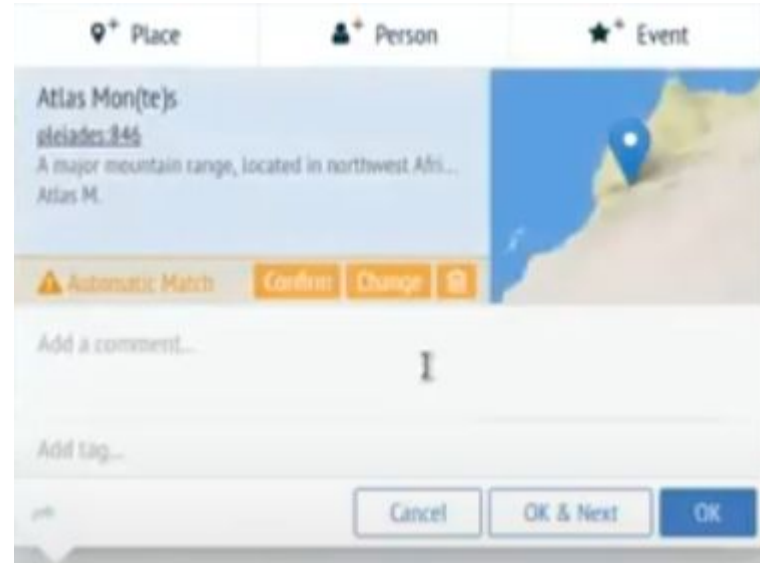 Place Person Event
Atlas Mon(te)s
pleiades:846
A major mountain range, located in northwest Afri...
Atlas M.
Automatic Match Confirm Change
Add a comment...
Add tag...
Cancel OK & Next OK